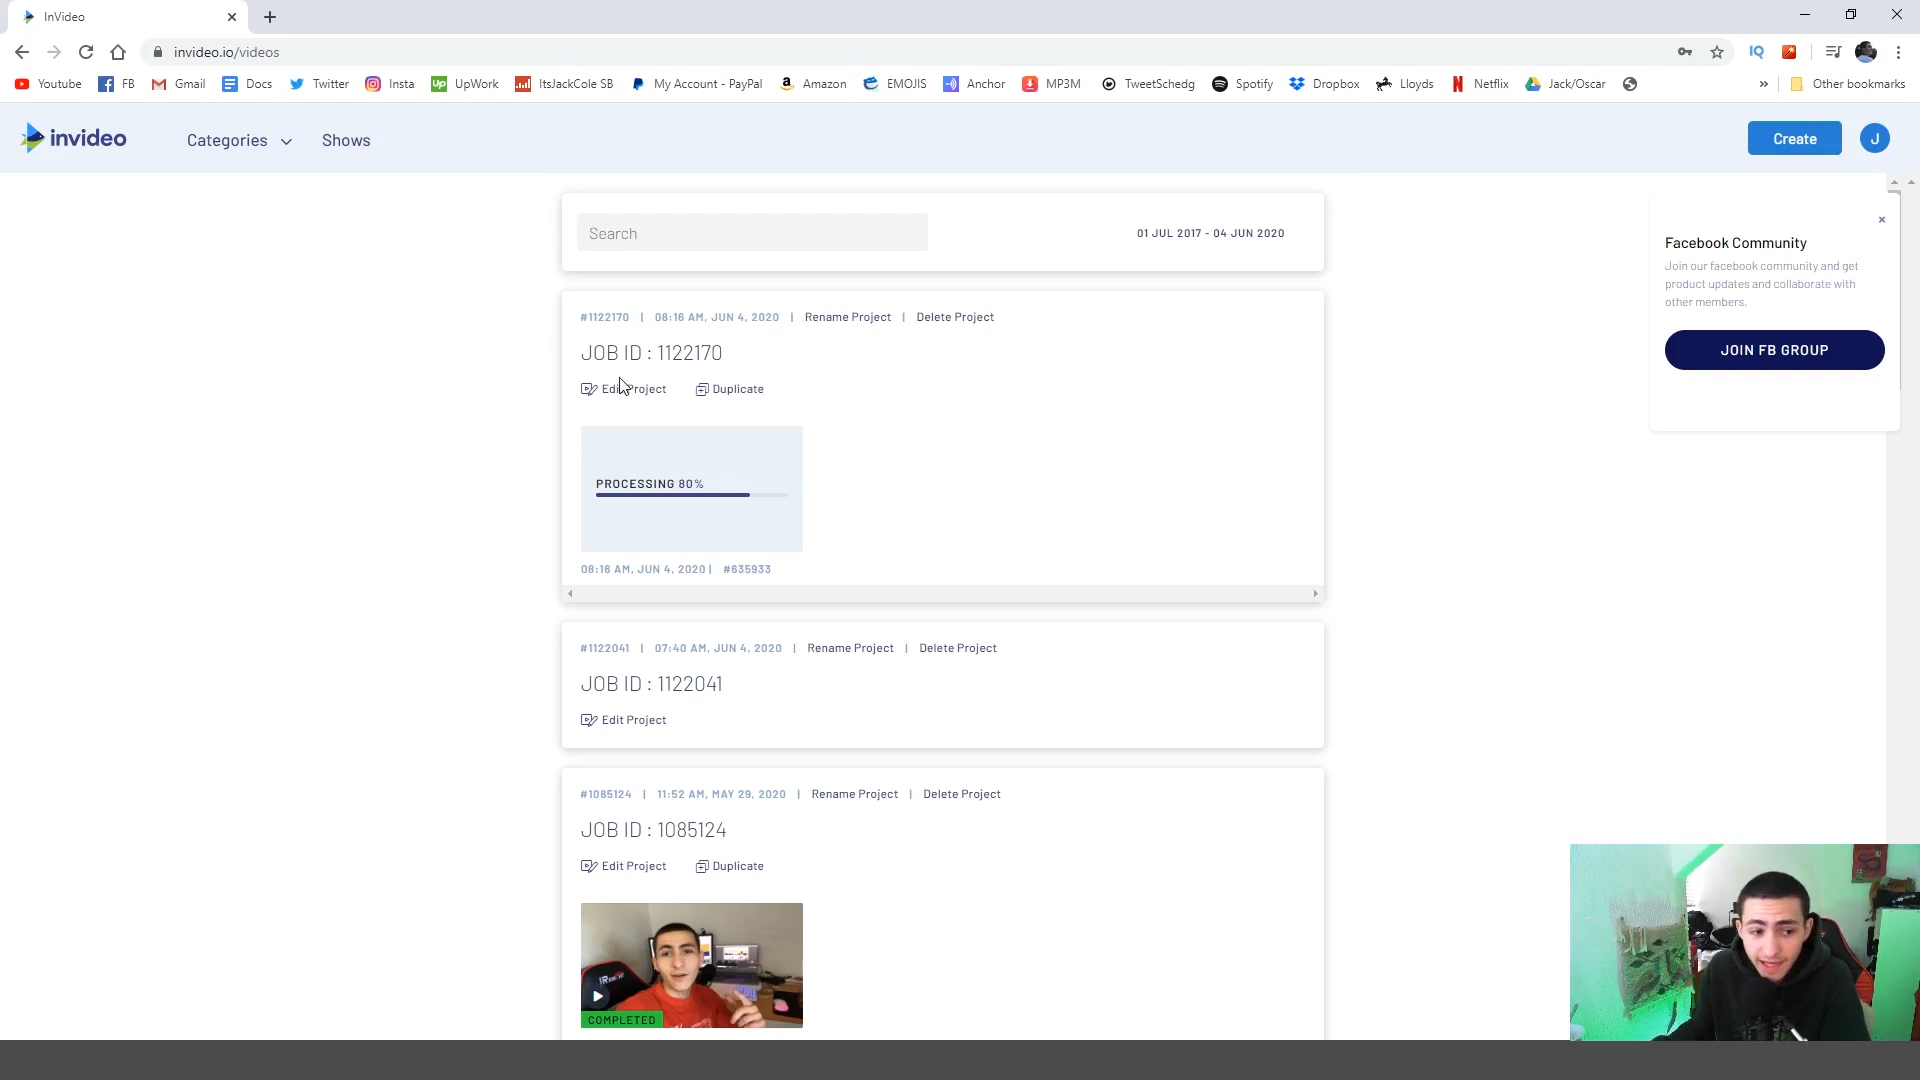 InVideo
invideo.io/videos
IQ
Youtube FB Gmail Docs Twitter Insta UpWork ItsJackCole SB My Account - PayPal Amazon EMOJIS Anchor MP3M TweetSchedg Spotify Dropbox Lloyds Netflix Jack/Oscar » Other bookmarks
invideo Categories Shows Create J
Search 01 JUL 2017 - 04 JUN 2020
Facebook Community
Join our facebook community and get
product updates and collaborate with
other members.
JOIN FB GROUP
#1122170 | 08:16 AM, JUN 4, 2020 | Rename Project | Delete Project
JOB ID : 1122170
Edit Project Duplicate
PROCESSING 80%
08:16 AM, JUN 4, 2020 | #635933
#1122041 | 07:40 AM, JUN 4, 2020 | Rename Project | Delete Project
JOB ID : 1122041
Edit Project
#1085124 | 11:52 AM, MAY 29, 2020 | Rename Project | Delete Project
JOB ID : 1085124
Edit Project Duplicate
COMPLETED